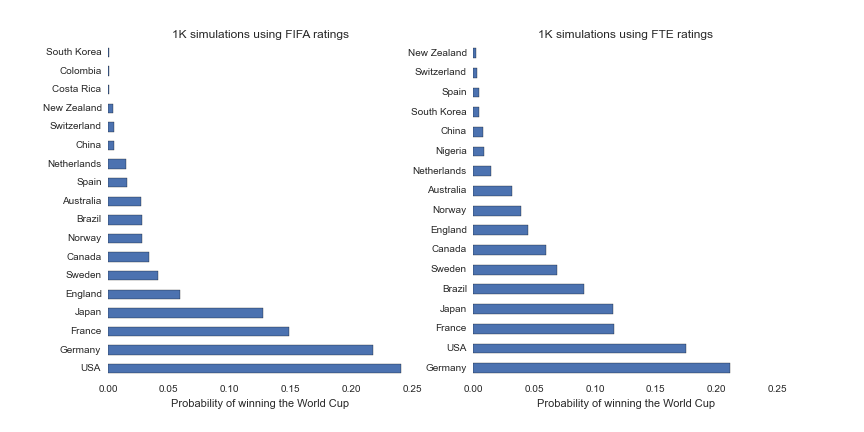 1K simulations using FIFA ratings
South Korea
Colombia
Costa Rica
New Zealand
Switzerland
China
Netherlands
Spain
Australia
Brazil
Norway
Canada
Sweden
England
Japan
France
Germany
USA
0.00 0.05 0.10 0.15 0.20 0.25
Probability of winning the World Cup
1K simulations using FTE ratings
New Zealand
Switzerland
Spain
South Korea
China
Nigeria
Netherlands
Australia
Norway
England
Canada
Sweden
Brazil
Japan
France
USA
Germany
0.00 0.05 0.10 0.15 0.20 0.25
Probability of winning the World Cup